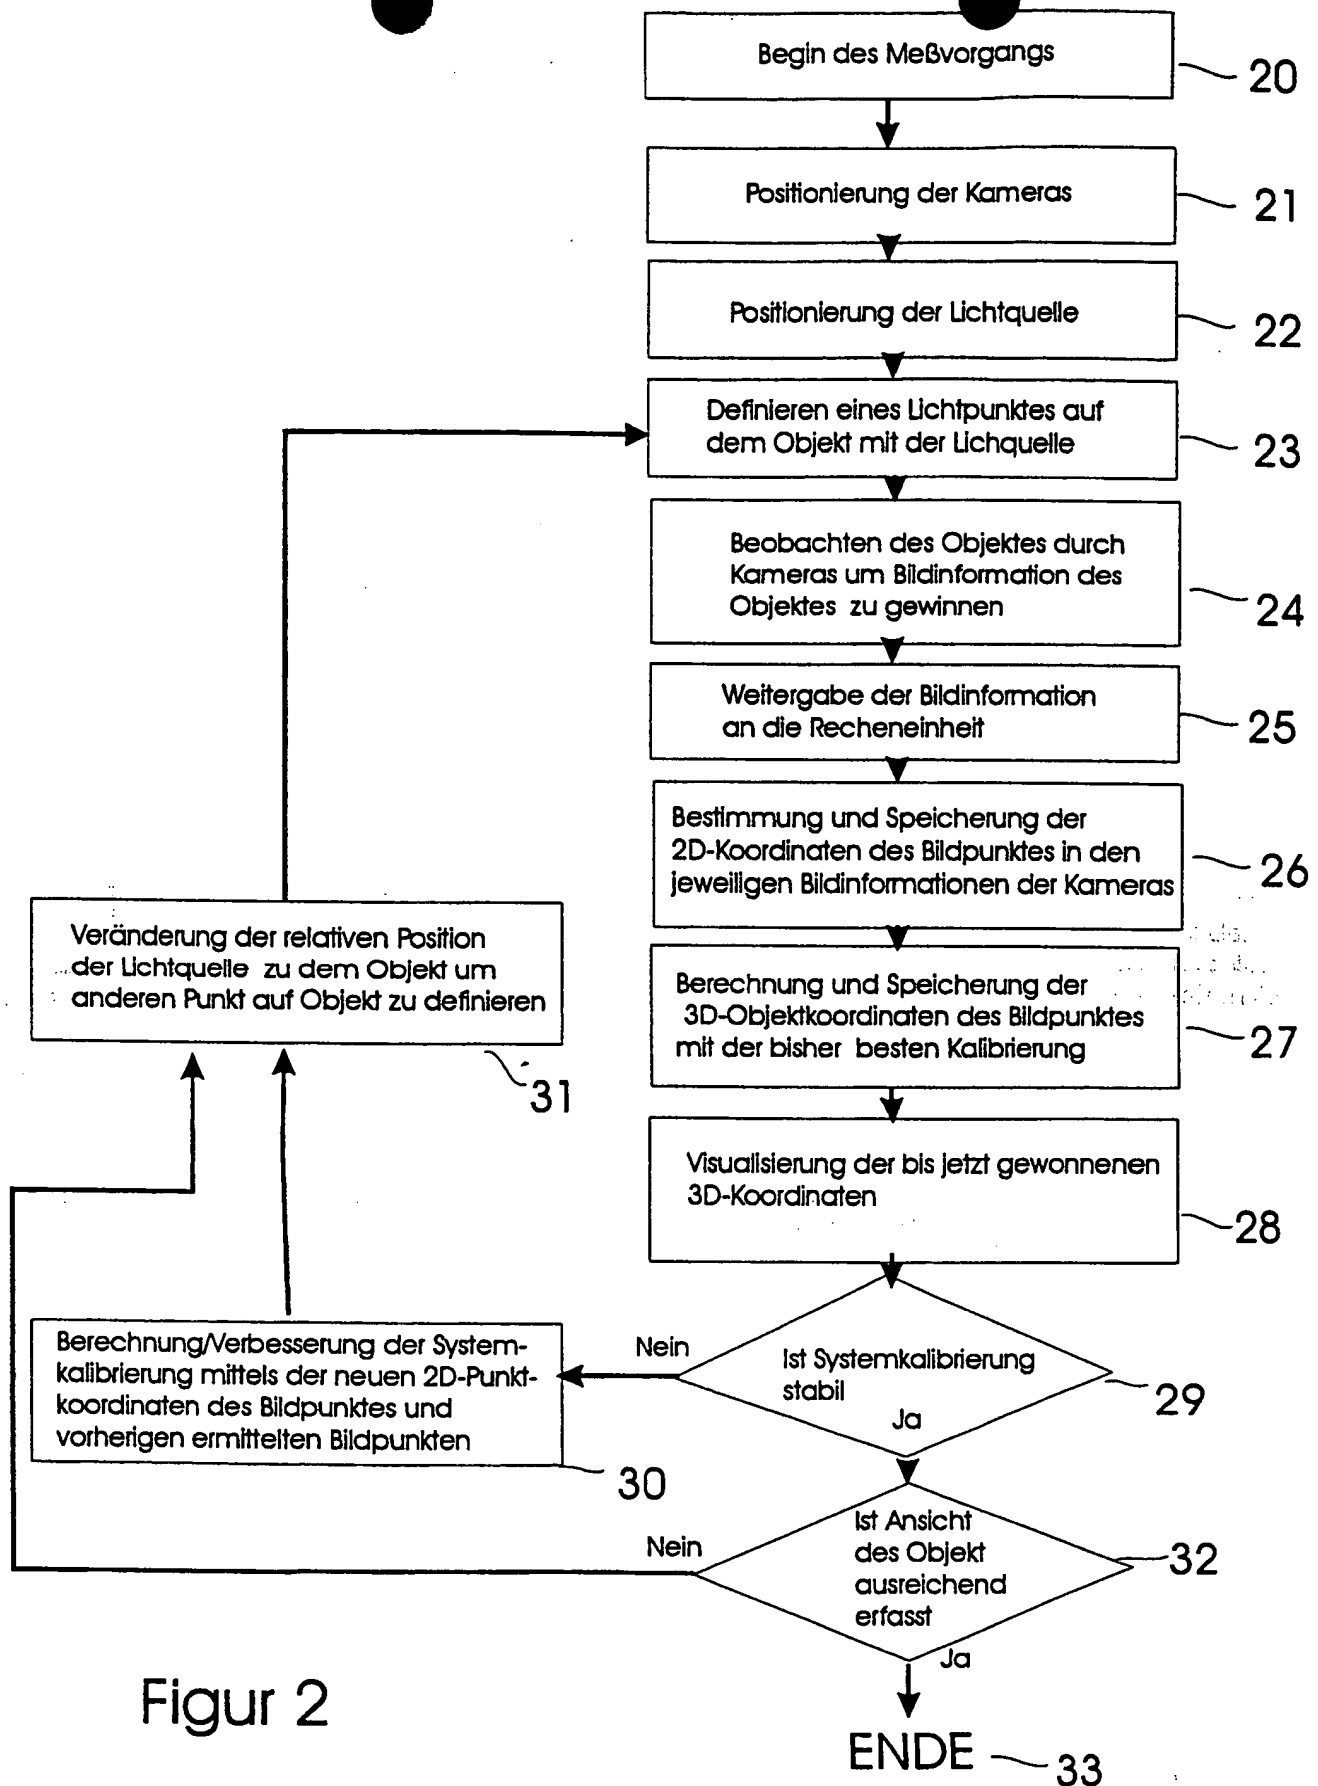 Begin des Meßvorgangs
20
Positionierung der Kameras
21
Positionierung der Lichtquelle
22
Definieren eines Lichtpunktes auf
dem Objekt mit der Lichquelle
23
Beobachten des Objektes durch
Kameras um Bildinformation des
Objektes zu gewinnen
24
Weitergabe der Bildinformation
an die Recheneinheit
25
Bestimmung und Speicherung der
2D-Koordinaten des Bildpunktes in den
jeweiligen Bildinformationen der Kameras
26
Berechnung und Speicherung der
3D-Objektkoordinaten des Bildpunktes
mit der bisher besten Kalibrierung
27
Veränderung der relativen Position
der Lichtquelle zu dem Objekt um
anderen Punkt auf Objekt zu definieren
31
Visualisierung der bis jetzt gewonnenen
3D-Koordinaten
28
Berechnung/Verbesserung der System-
kalibrierung mittels der neuen 2D-Punkt-
koordinaten des Bildpunktes und
vorherigen ermittelten Bildpunkten
30
Nein
Ist Systemkalibrierung
stabil
Ja
29
Nein
Ist Ansicht
des Objekt
ausreichend
erfasst
Ja
32
Figur 2
ENDE
33